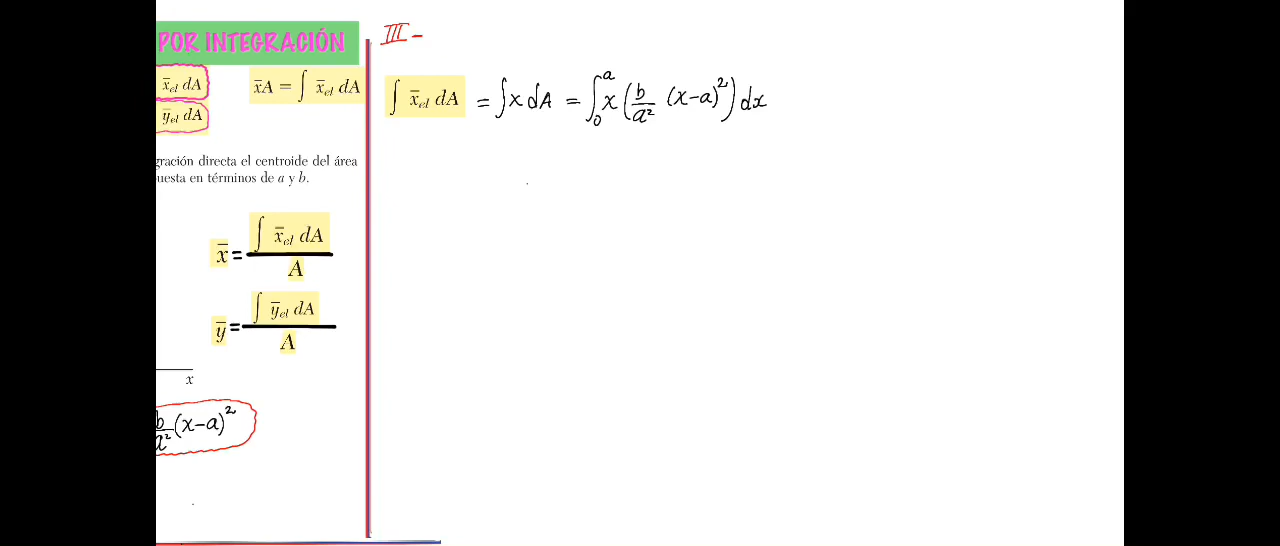 POR INTEGRACIÓN
x̄el dA
x̄A = ∫ x̄el dA
ȳel dA
gración directa el centroide del área
uesta en términos de a y b.
x̄ = ∫ x̄el dA / A
ȳ = ∫ ȳel dA / A
x
b/a² (x-a)²
III -
∫ x̄el dA = ∫x dA = ∫₀ᵃ x (b/a² (x-a)²) dx